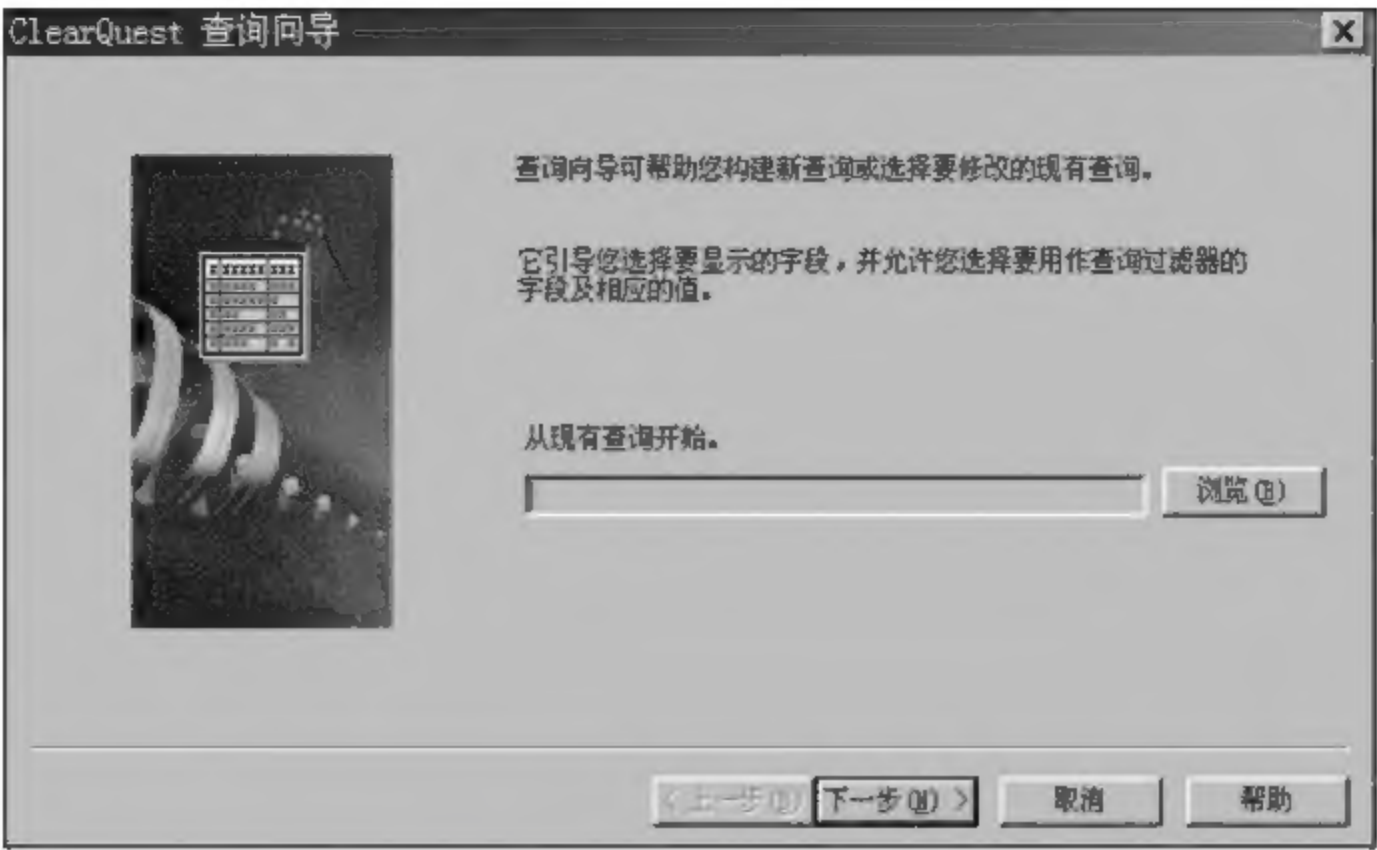 ClearQuest 查询向导
查询向导可帮助您构建新查询或选择要修改的现有查询。
它引导您选择要显示的字段，并允许您选择要用作查询过滤器的
字段及相应的值。
从现有查询开始。
浏览(B)
<上一步(B) 下一步(N) > 取消 帮助